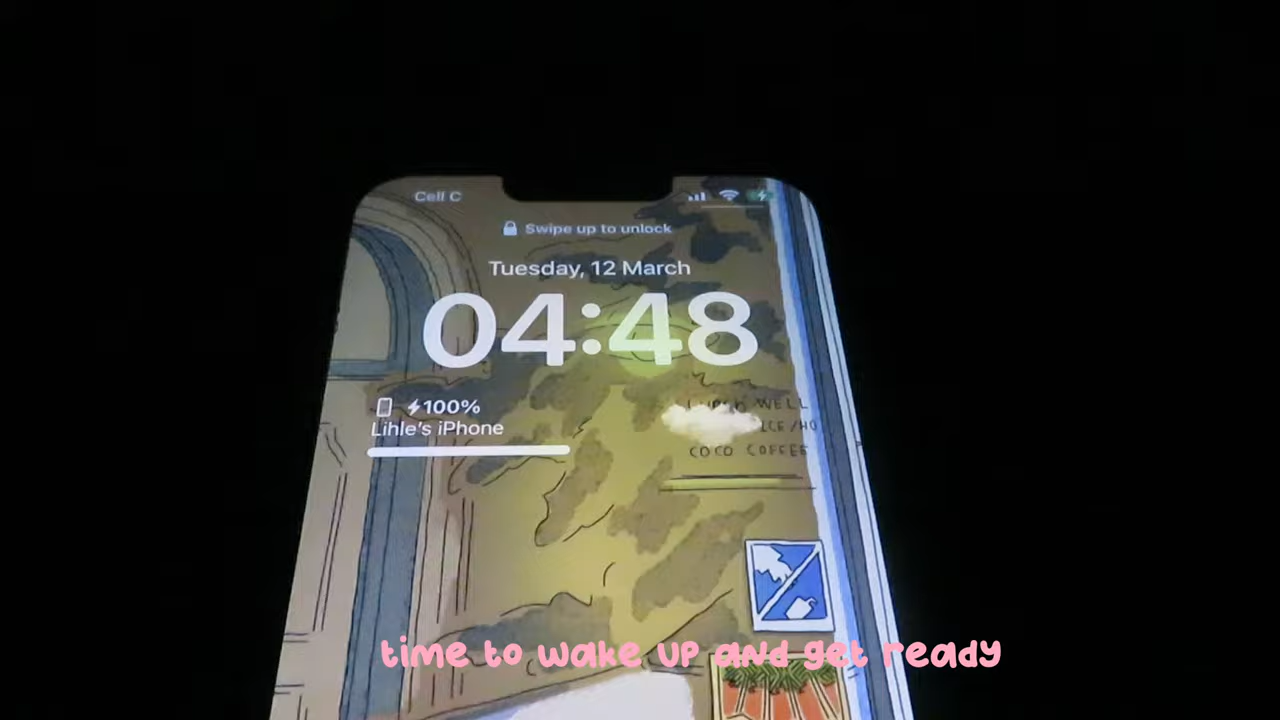 Cell C
Swipe up to unlock
Tuesday, 12 March
04:48
100%
Lihle's iPhone
WELL
COCO COFFEE
time to wake up and get ready